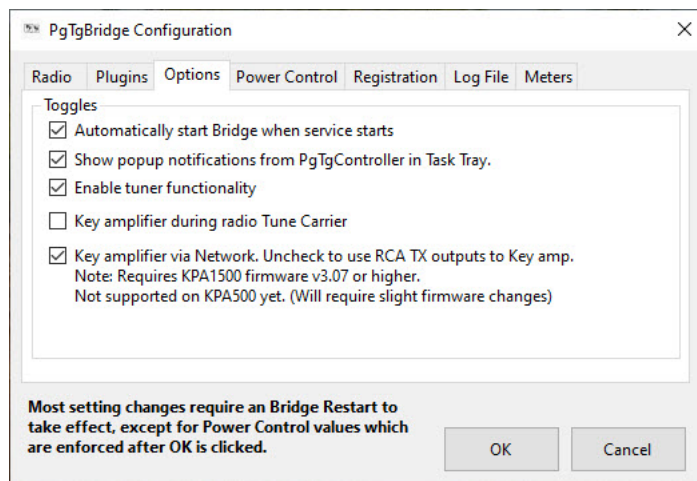 PgTgBridge Configuration
Radio Plugins Options Power Control Registration Log File Meters
Toggles
Automatically start Bridge when service starts
Show popup notifications from PgTgController in Task Tray.
Enable tuner functionality
Key amplifier during radio Tune Carrier
Key amplifier via Network. Uncheck to use RCA TX outputs to Key amp.
Note: Requires KPA1500 firmware v3.07 or higher.
Not supported on KPA500 yet. (Will require slight firmware changes)
Most setting changes require an Bridge Restart to
take effect, except for Power Control values which
are enforced after OK is clicked.
OK Cancel